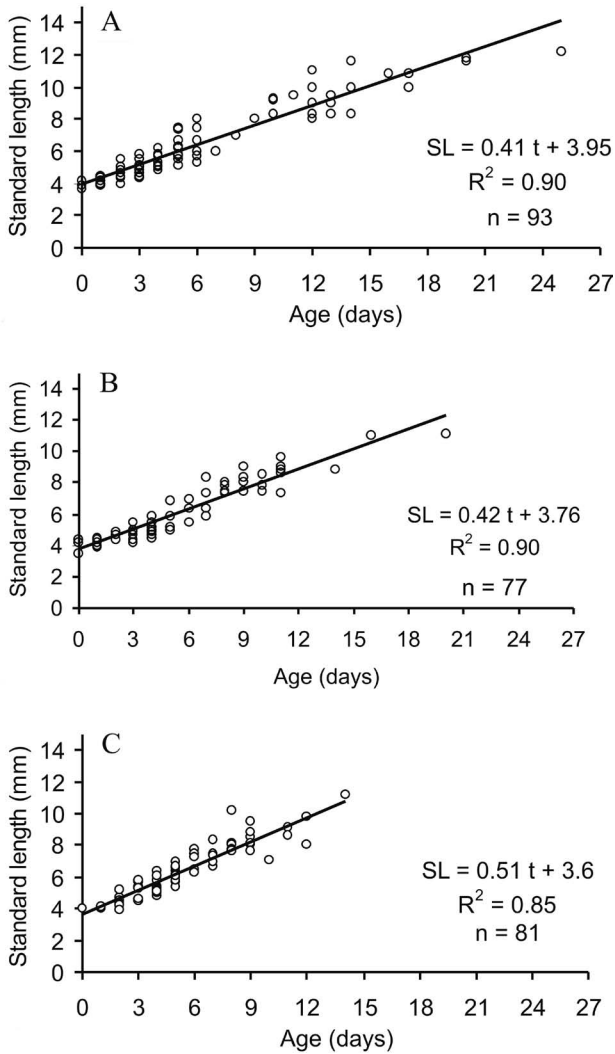 A
Standard length (mm)
14
12
10
8
6
4
2
0
SL = 0.41 t + 3.95
R² = 0.90
n = 93
0 3 6 9 12 15 18 21 24 27
Age (days)
B
Standard length (mm)
14
12
10
8
6
4
2
0
SL = 0.42 t + 3.76
R² = 0.90
n = 77
0 3 6 9 12 15 18 21 24 27
Age (days)
C
Standard length (mm)
14
12
10
8
6
4
2
0
SL = 0.51 t + 3.6
R² = 0.85
n = 81
0 3 6 9 12 15 18 21 24 27
Age (days)